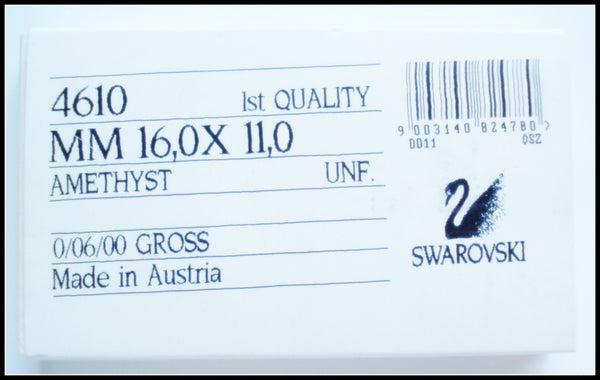 4610 1st QUALITY
MM 16,0X 11,0
AMETHYST UNF.
0/06/00 GROSS
Made in Austria
9 003140 824780 >
DD11 0SZ
SWAROVSKI